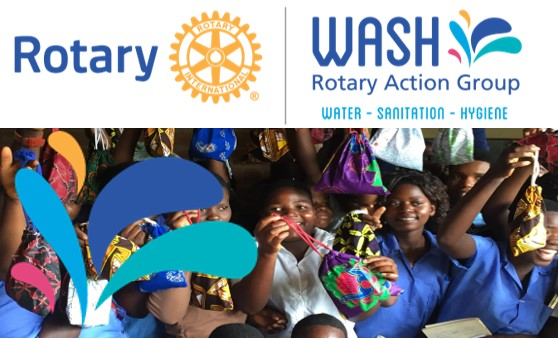 Rotary
ROTARY
INTERNATIONAL
®
WASH
Rotary Action Group
WATER - SANITATION - HYGIENE